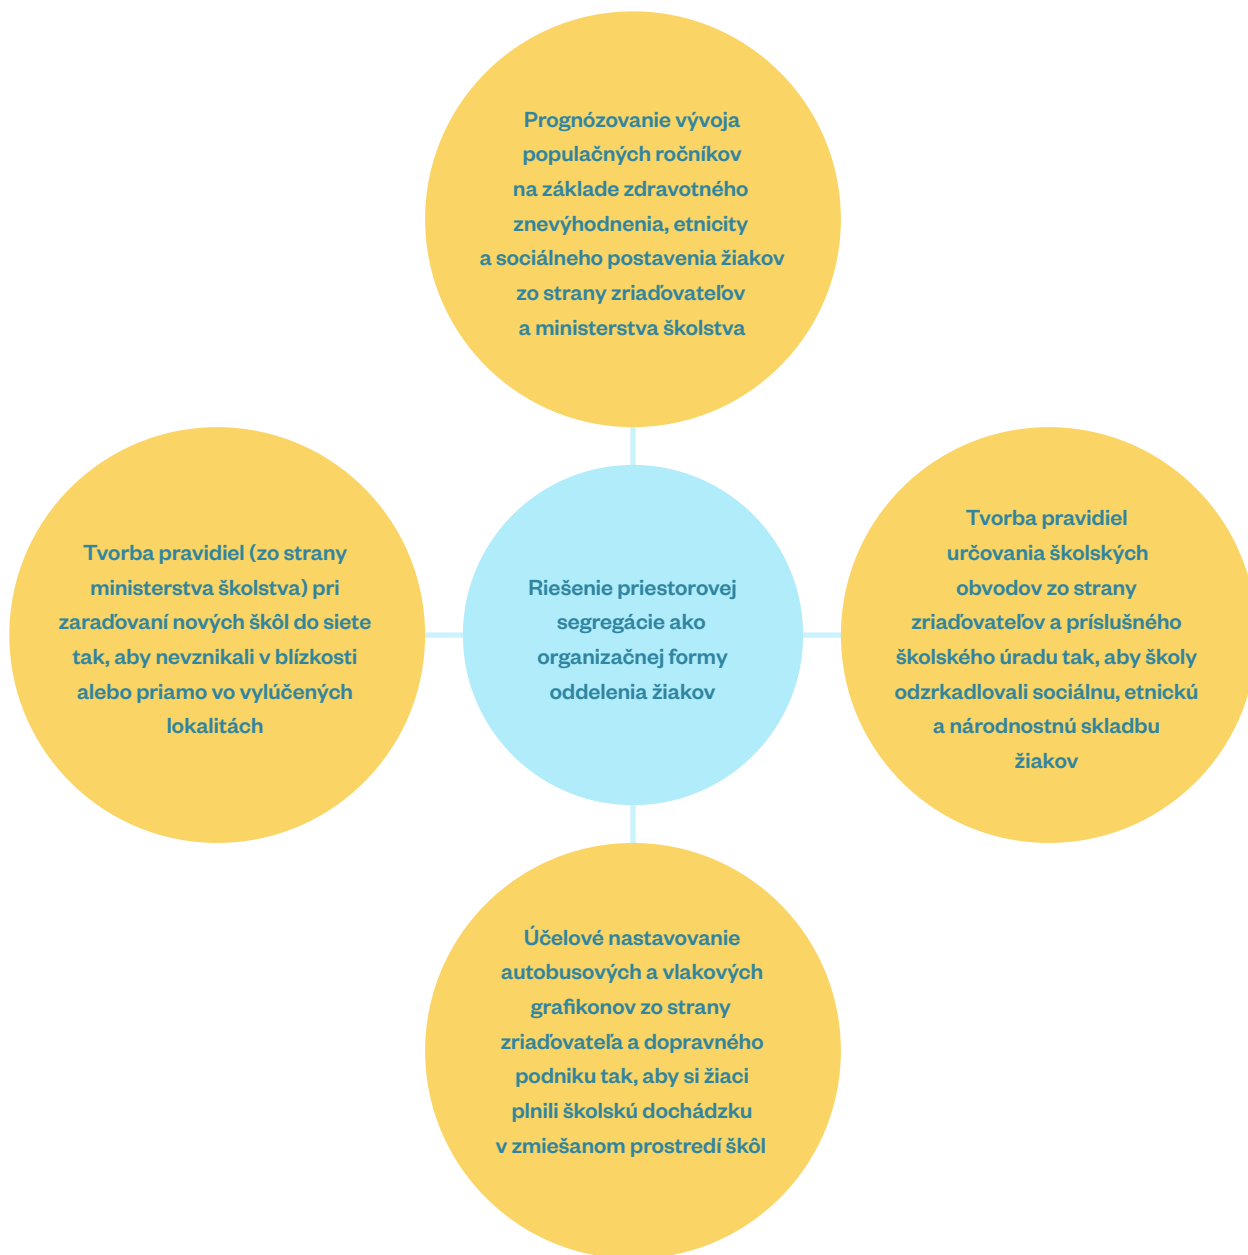 Prognózovanie vývoja
populačných ročníkov
na základe zdravotného
znevýhodnenia, etnicity
a sociálneho postavenia žiakov
zo strany zriaďovateľov
a ministerstva školstva
Tvorba pravidiel (zo strany
ministerstva školstva) pri
zaraďovaní nových škôl do siete
tak, aby nevznikali v blízkosti
alebo priamo vo vylúčených
lokalitách
Riešenie priestorovej
segregácie ako
organizačnej formy
oddelenia žiakov
Tvorba pravidiel
určovania školských
obvodov zo strany
zriaďovateľov a príslušného
školského úradu tak, aby školy
odzrkadlovali sociálnu, etnickú
a národnostnú skladbu
žiakov
Účelové nastavovanie
autobusových a vlakových
grafikonov zo strany
zriaďovateľa a dopravného
podniku tak, aby si žiaci
plnili školskú dochádzku
v zmiešanom prostredí škôl